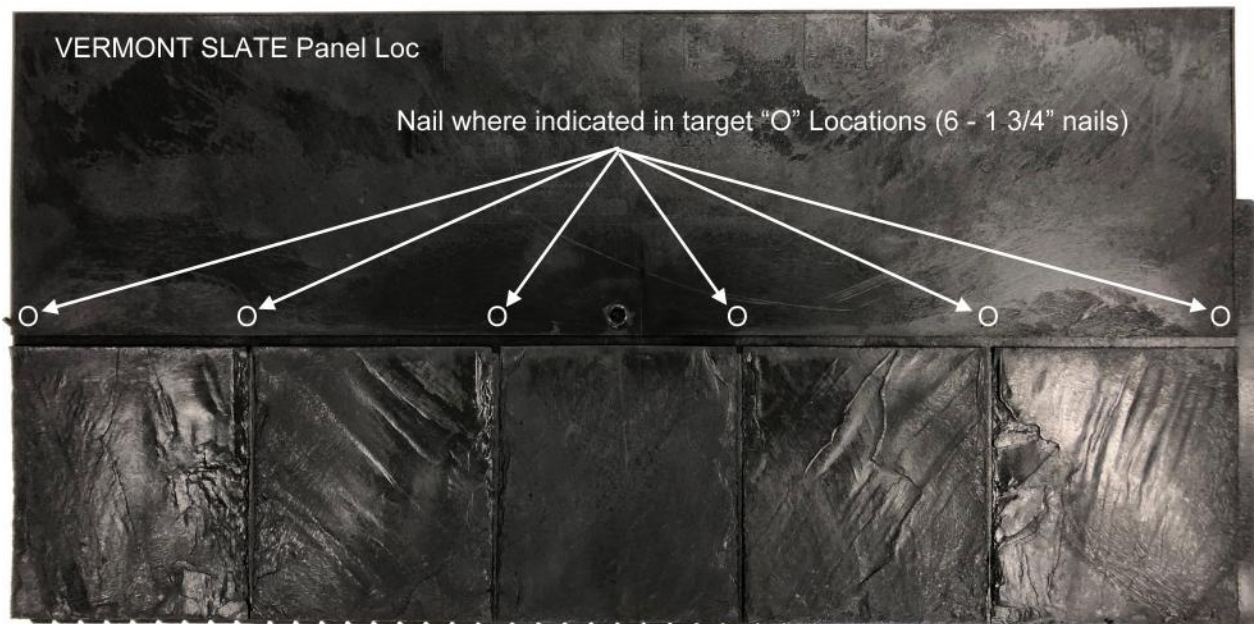 VERMONT SLATE Panel Loc
Nail where indicated in target “O” Locations (6 - 1 3/4” nails)
O O O O O O